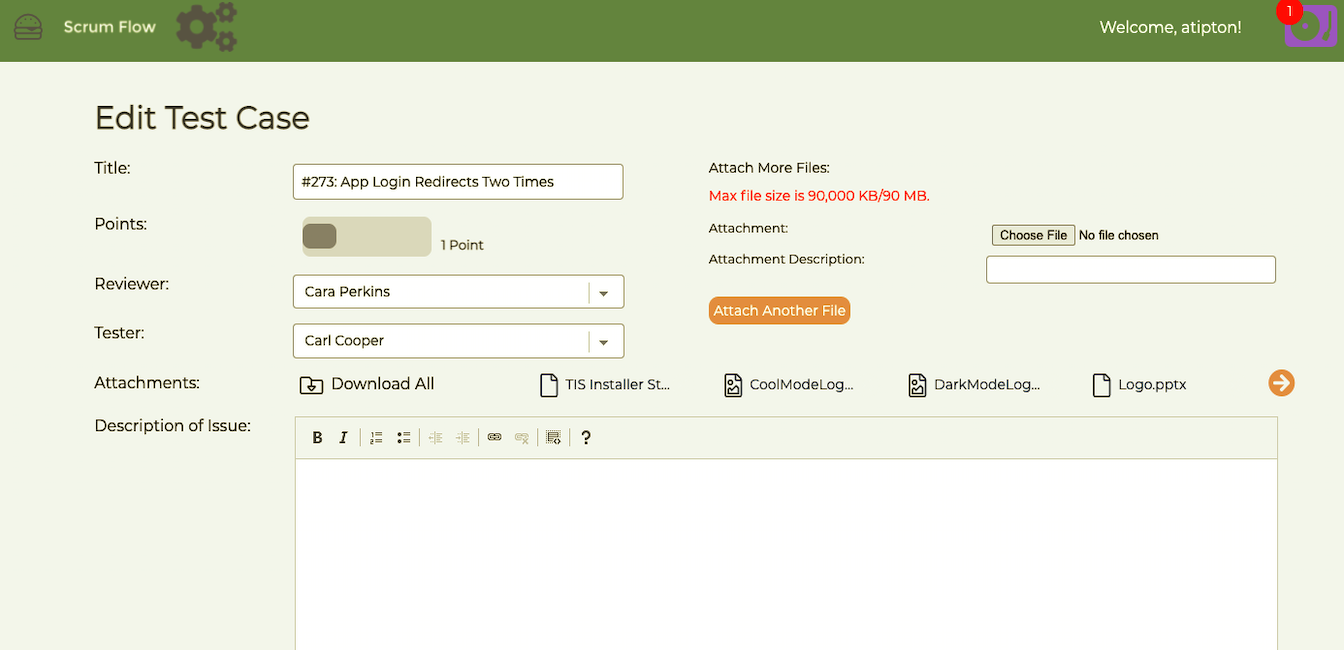 Scrum Flow
Welcome, atipton!
1
Edit Test Case
Title:
#273: App Login Redirects Two Times
Points:
1 Point
Reviewer:
Cara Perkins
Tester:
Carl Cooper
Attach More Files:
Max file size is 90,000 KB/90 MB.
Attachment:
Choose File No file chosen
Attachment Description:
Attach Another File
Attachments:
Download All
TIS Installer St...
CoolModeLog...
DarkModeLog...
Logo.pptx
Description of Issue:
B I ?